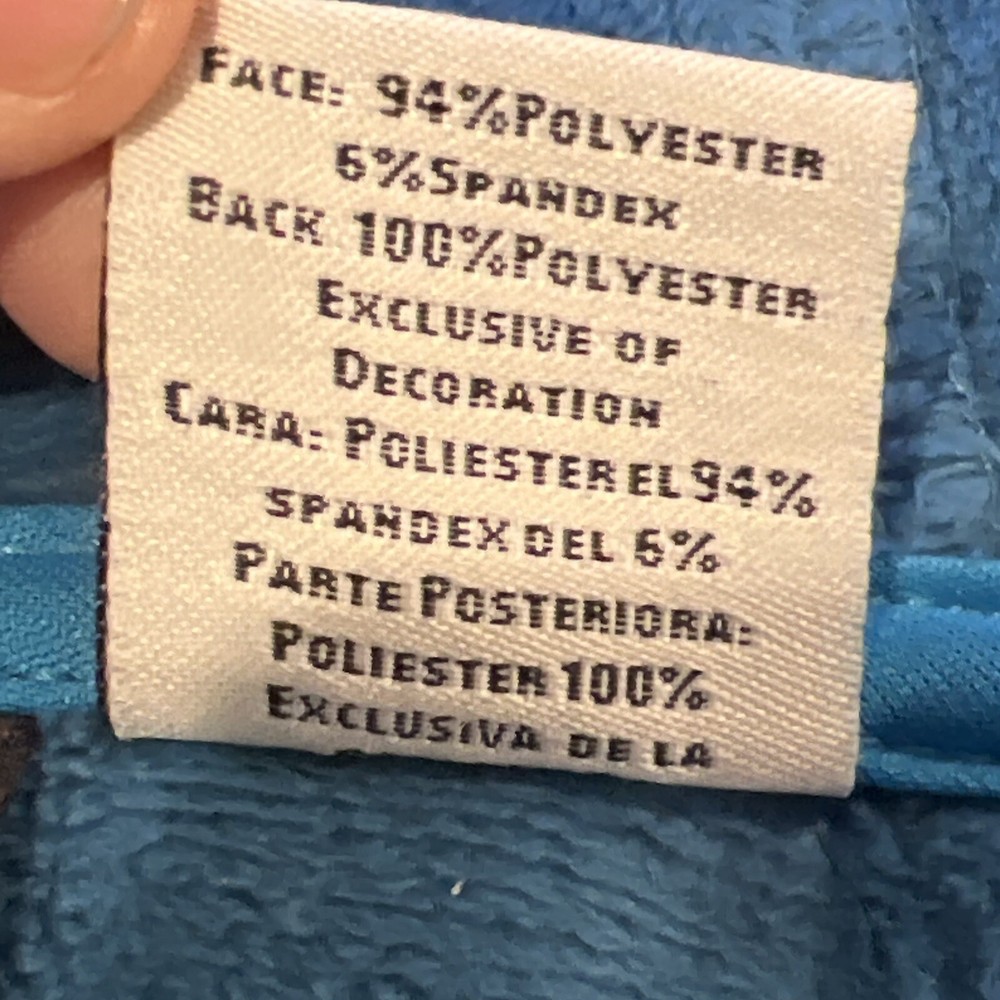 FACE: 94%POLYESTER
6%SPANDEX
BACK 100%POLYESTER
EXCLUSIVE OF
DECORATION
CARA: POLIESTER EL 94%
SPANDEX DEL 6%
PARTE POSTERIORA:
POLIESTER 100%
EXCLUSIVA DE LA